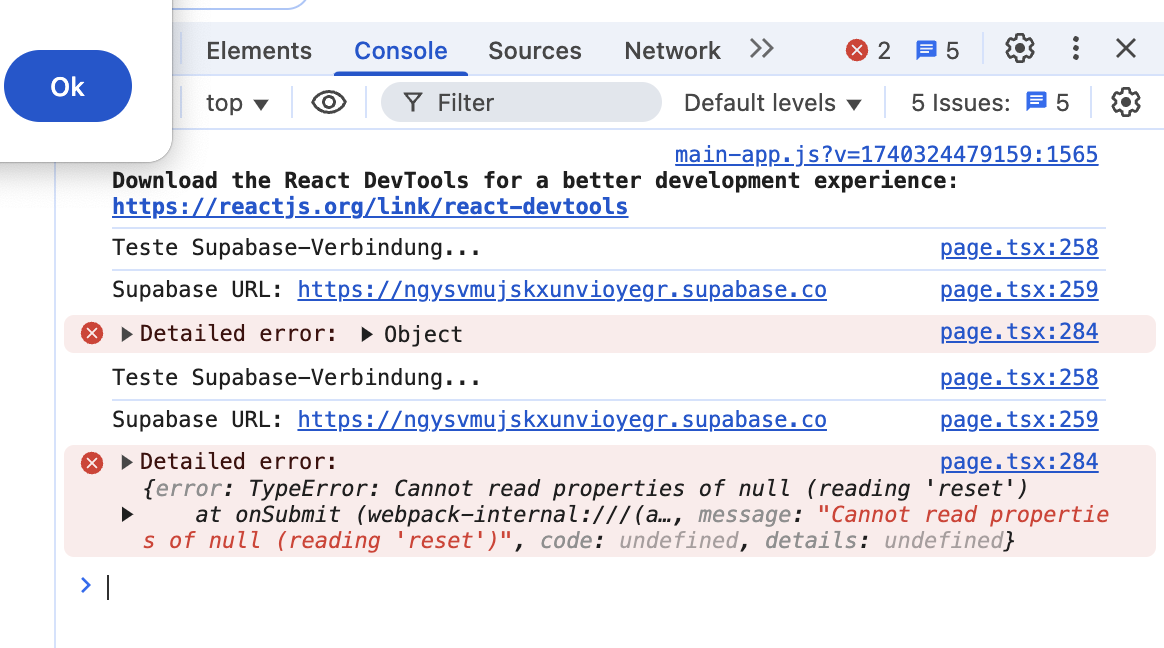 Ok
Elements Console Sources Network 2 5
top Filter Default levels 5 Issues: 5
main-app.js?v=1740324479159:1565
Download the React DevTools for a better development experience:
https://reactjs.org/link/react-devtools
Teste Supabase-Verbindung... page.tsx:258
Supabase URL: https://ngysvmujskxunvioyegr.supabase.co page.tsx:259
Detailed error: Object page.tsx:284
Teste Supabase-Verbindung... page.tsx:258
Supabase URL: https://ngysvmujskxunvioyegr.supabase.co page.tsx:259
Detailed error: page.tsx:284
{error: TypeError: Cannot read properties of null (reading 'reset')
at onSubmit (webpack-internal:///(a…, message: "Cannot read propertie
s of null (reading 'reset')", code: undefined, details: undefined}